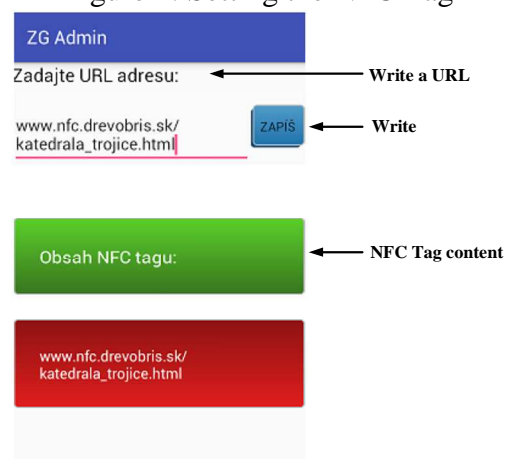 ZG Admin
Zadajte URL adresu:
Write a URL
www.nfc.drevobris.sk/
katedrala_trojice.html
ZAPÍŠ
Write
Obsah NFC tagu:
NFC Tag content
www.nfc.drevobris.sk/
katedrala_trojice.html